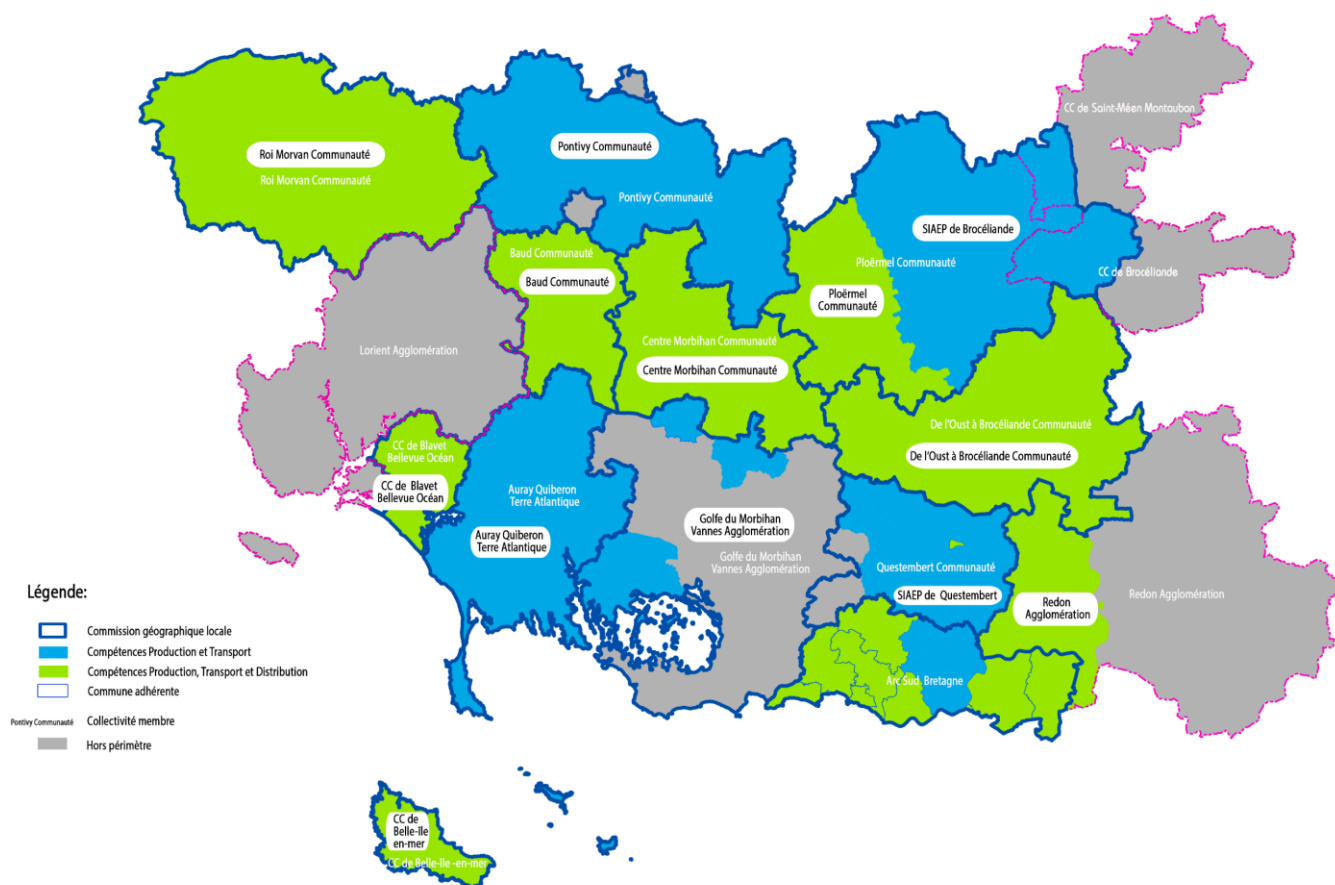 CC de Saint-Méen Montauban
Roi Morvan Communauté
Roi Morvan Communauté
Pontivy Communauté
Pontivy Communauté
SIAEP de Brocéliande
Ploërmel Communauté
CC de Brocéliande
Baud Communauté
Baud Communauté
Ploërmel
Communauté
Lorient Agglomération
Centre Morbihan Communauté
Centre Morbihan Communauté
De l'Oust à Brocéliande Communauté
De l'Oust à Brocéliande Communauté
CC de Blavet
Bellevue Océan
CC de Blavet
Bellevue Océan
Auray Quiberon
Terre Atlantique
Auray Quiberon
Terre Atlantique
Golfe du Morbihan
Vannes Agglomération
Golfe du Morbihan
Vannes Agglomération
Questembert Communauté
SIAEP de Questembert
Redon
Agglomération
Redon Agglomération
Arc Sud Bretagne
Légende:
Commission géographique locale
Compétences Production et Transport
Compétences Production, Transport et Distribution
Commune adhérente
Pontivy Communauté Collectivité membre
Hors périmètre
CC de
Belle-île
en-mer
CC de Belle-île -en-mer